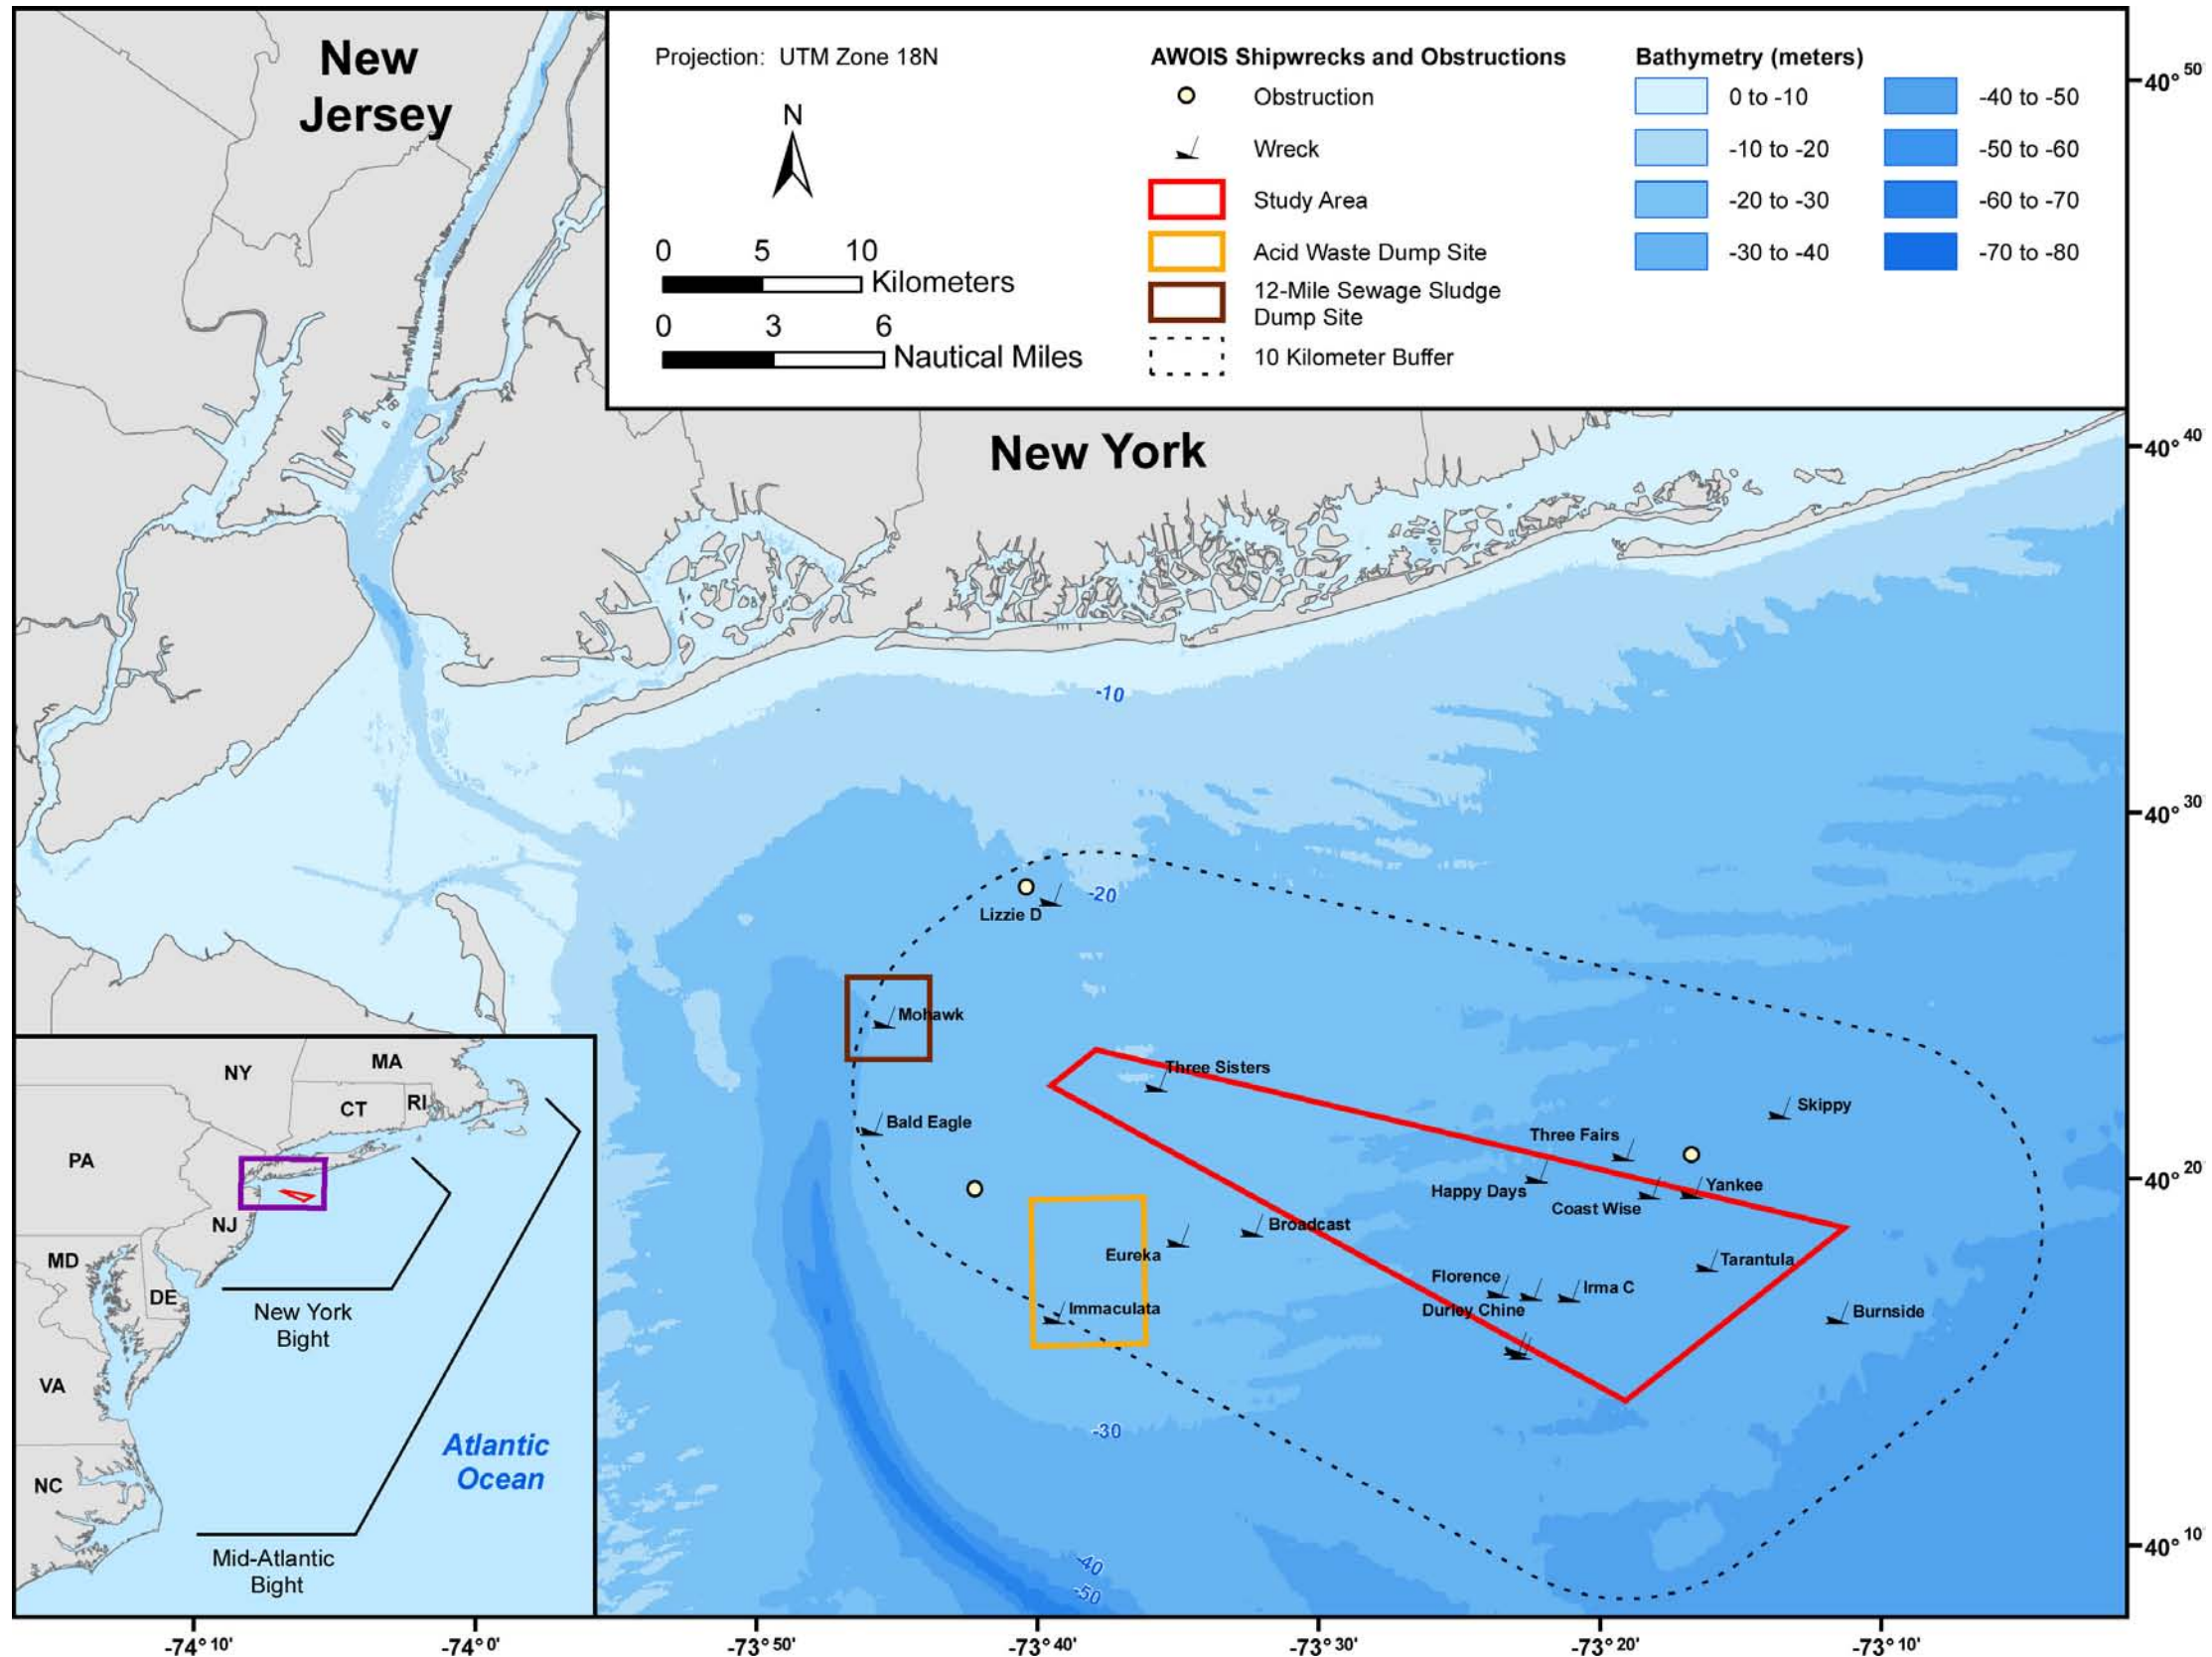 New
Jersey
Projection: UTM Zone 18N
N
0 5 10
Kilometers
0 3 6
Nautical Miles
AWOIS Shipwrecks and Obstructions
Obstruction
Wreck
Study Area
Acid Waste Dump Site
12-Mile Sewage Sludge
Dump Site
10 Kilometer Buffer
Bathymetry (meters)
0 to -10
-10 to -20
-20 to -30
-30 to -40
-40 to -50
-50 to -60
-60 to -70
-70 to -80
40° 50'
40° 40'
40° 30'
40° 20'
40° 10'
New York
-10
-20
Lizzie D
Mohawk
Three Sisters
Bald Eagle
Skippy
Three Fairs
Happy Days
Yankee
Coast Wise
Broadcast
Eureka
Tarantula
Florence
Irma C
Durley Chine
Immaculata
Burnside
-30
-40
-50
NY
MA
CT
RI
PA
NJ
MD
DE
New York
Bight
VA
Atlantic
Ocean
NC
Mid-Atlantic
Bight
-74° 10'
-74° 0'
-73° 50'
-73° 40'
-73° 30'
-73° 20'
-73° 10'